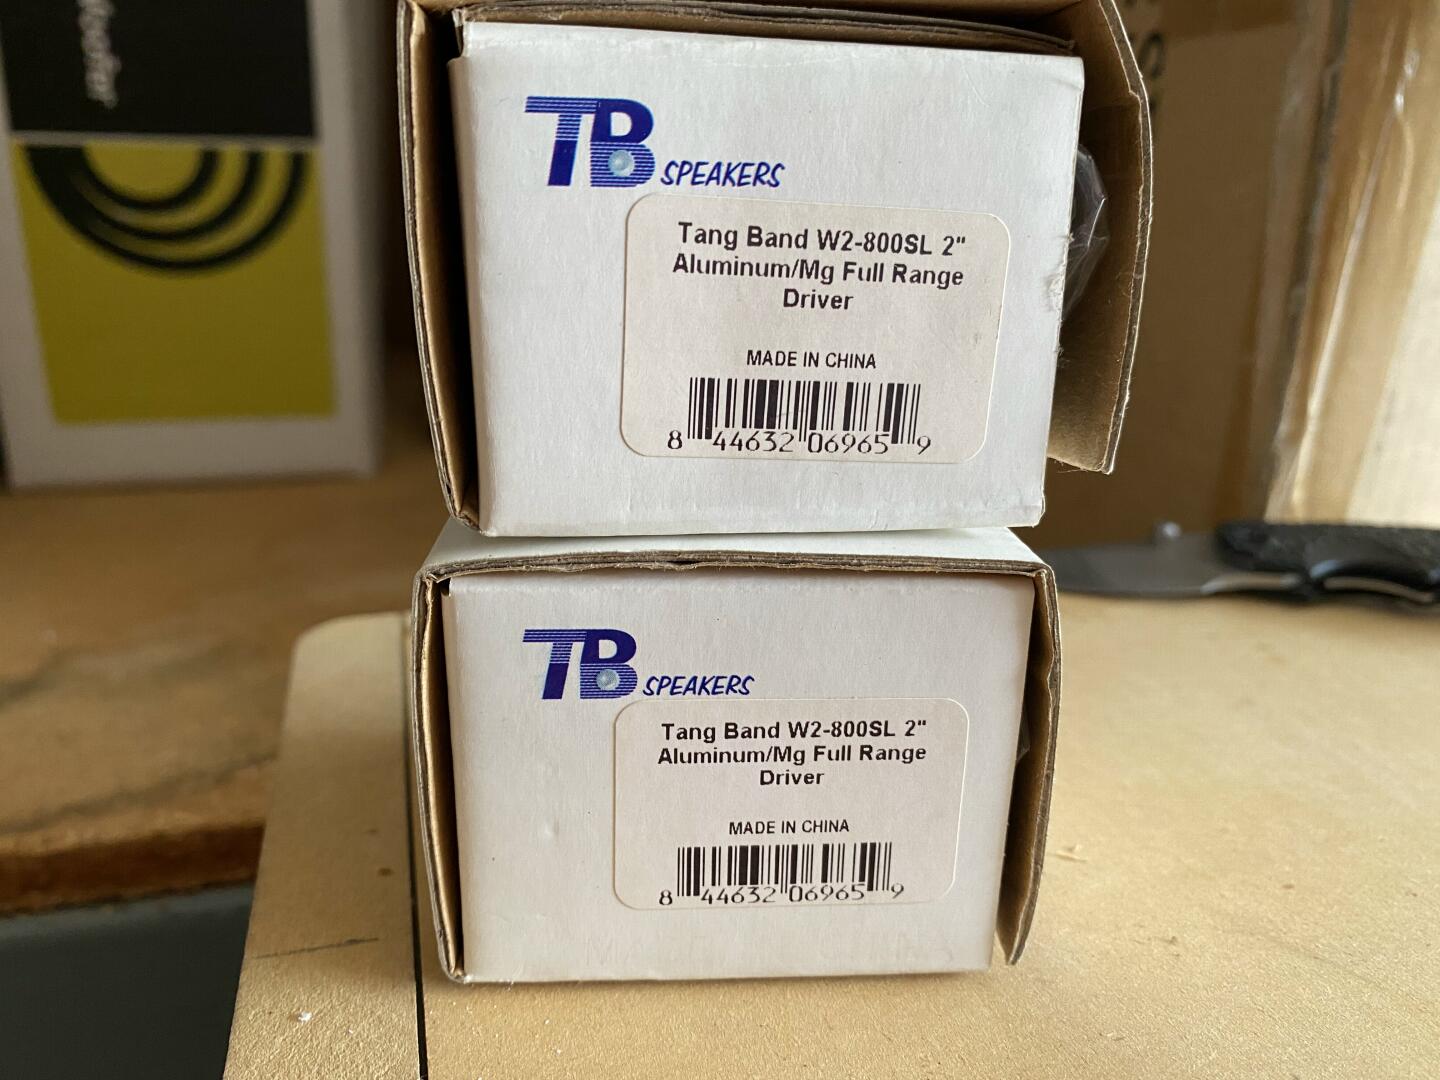 TB SPEAKERS
Tang Band W2-800SL 2"
Aluminum/Mg Full Range
Driver
MADE IN CHINA
8 44632 06965 9
TB SPEAKERS
Tang Band W2-800SL 2"
Aluminum/Mg Full Range
Driver
MADE IN CHINA
8 44632 06965 9